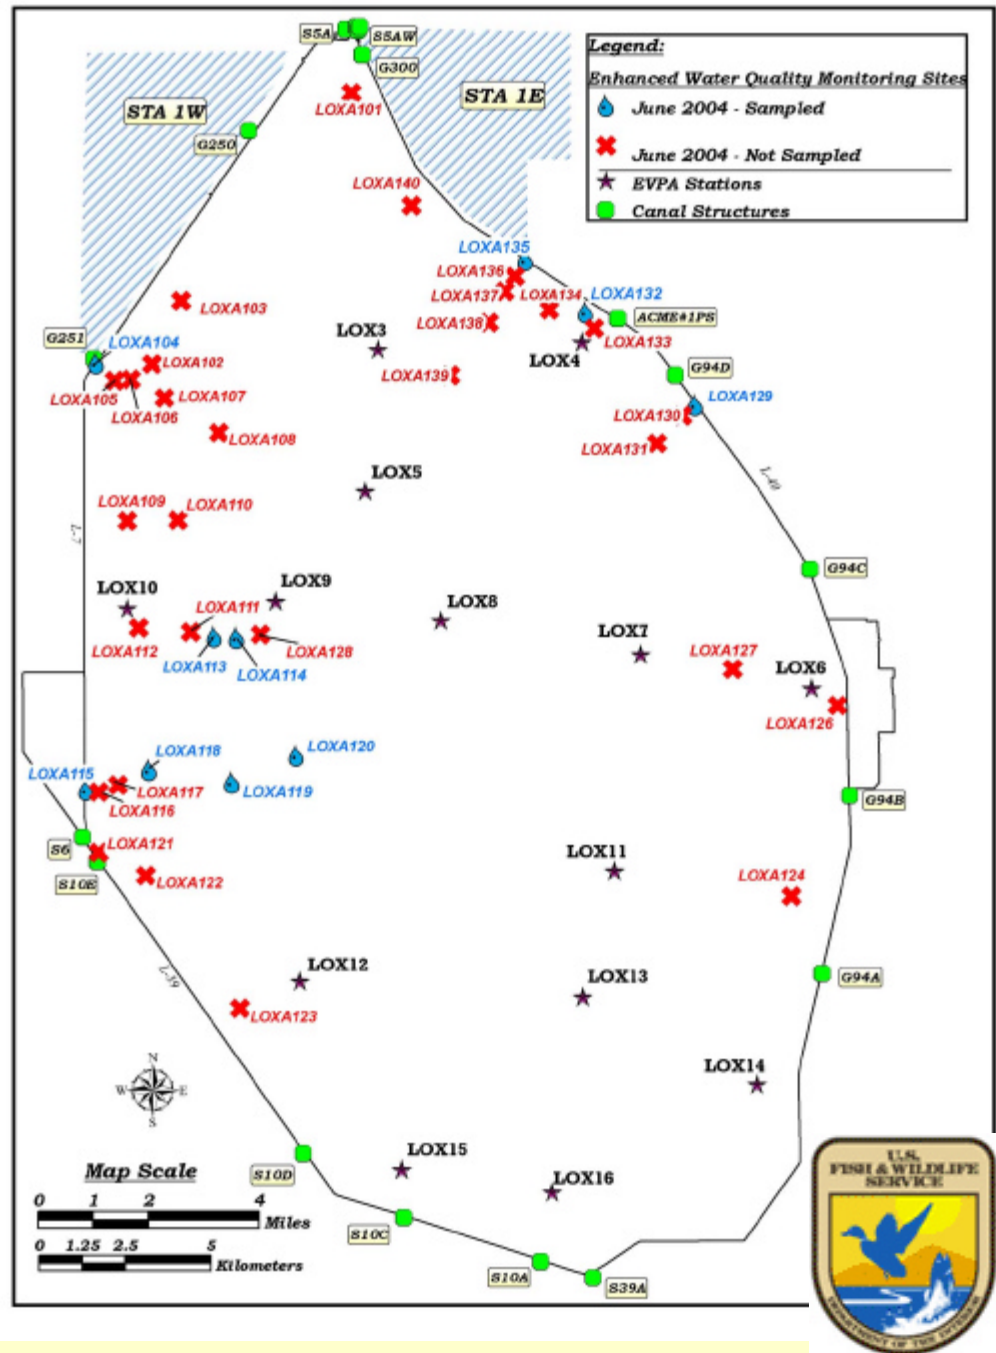 S5A
S5AW
G300
Legend:
Enhanced Water Quality Monitoring Sites
June 2004 - Sampled
June 2004 - Not Sampled
EVPA Stations
Canal Structures
STA 1W
STA 1E
LOXA101
G250
LOXA140
LOXA135
LOXA136
LOXA137
LOXA134
LOXA132
LOXA103
LOXA138
ACME#1PS
LOX3
LOX4
LOXA133
G251
LOXA104
LOXA102
LOXA139
G94D
LOXA105
LOXA106
LOXA107
LOXA129
LOXA130
LOXA108
LOXA131
LOX5
L-40
LOXA109
LOXA110
L-7
G94C
LOX10
LOX9
LOXA111
LOX8
LOXA112
LOXA113
LOXA128
LOXA114
LOX7
LOXA127
LOX6
LOXA126
LOXA118
LOXA120
LOXA115
LOXA117
LOXA119
LOXA116
G94B
S6
LOXA121
S10E
LOXA122
LOX11
LOXA124
L-39
LOX12
LOX13
G94A
LOXA123
LOX14
N
W
E
S
S10D
LOX15
LOX16
Map Scale
0 1 2 4
Miles
0 1.25 2.5 5
Kilometers
S10C
S10A
S39A
U.S.
FISH & WILDLIFE
SERVICE
DEPARTMENT OF THE INTERIOR